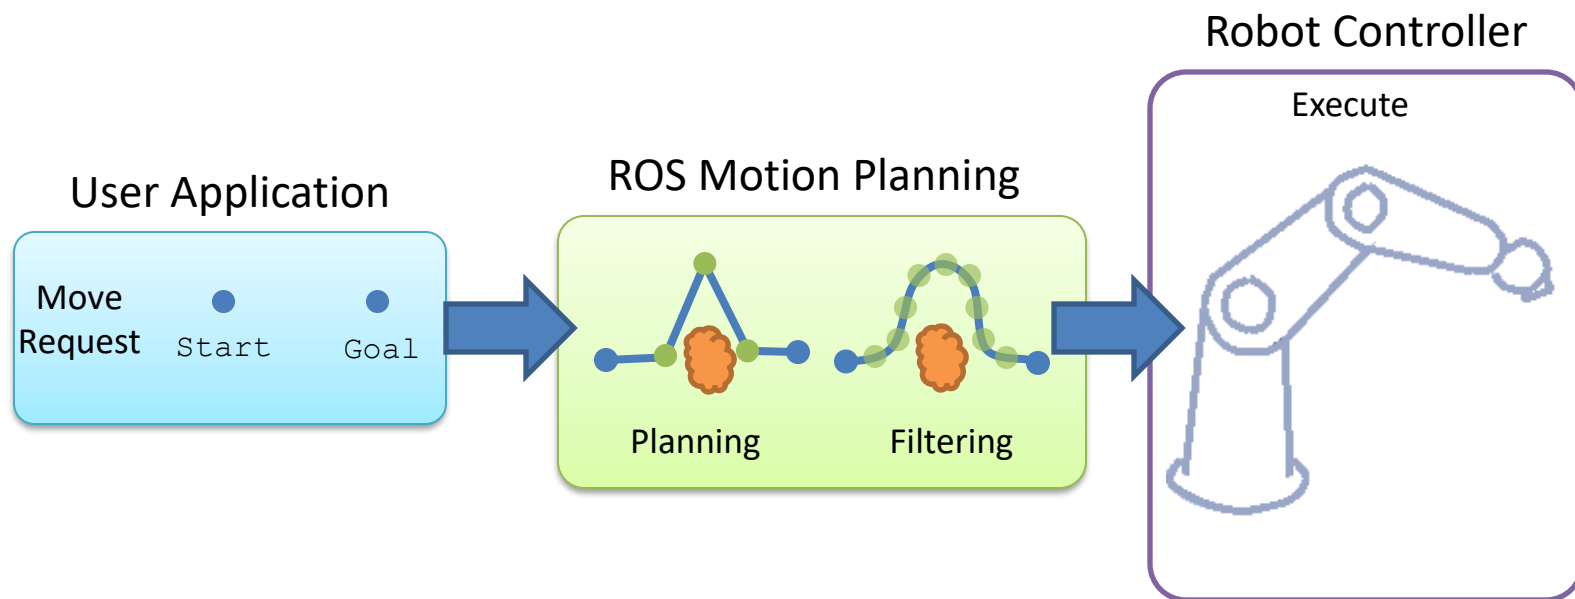 User Application
Move
Request
Start
Goal
ROS Motion Planning
Planning
Filtering
Robot Controller
Execute